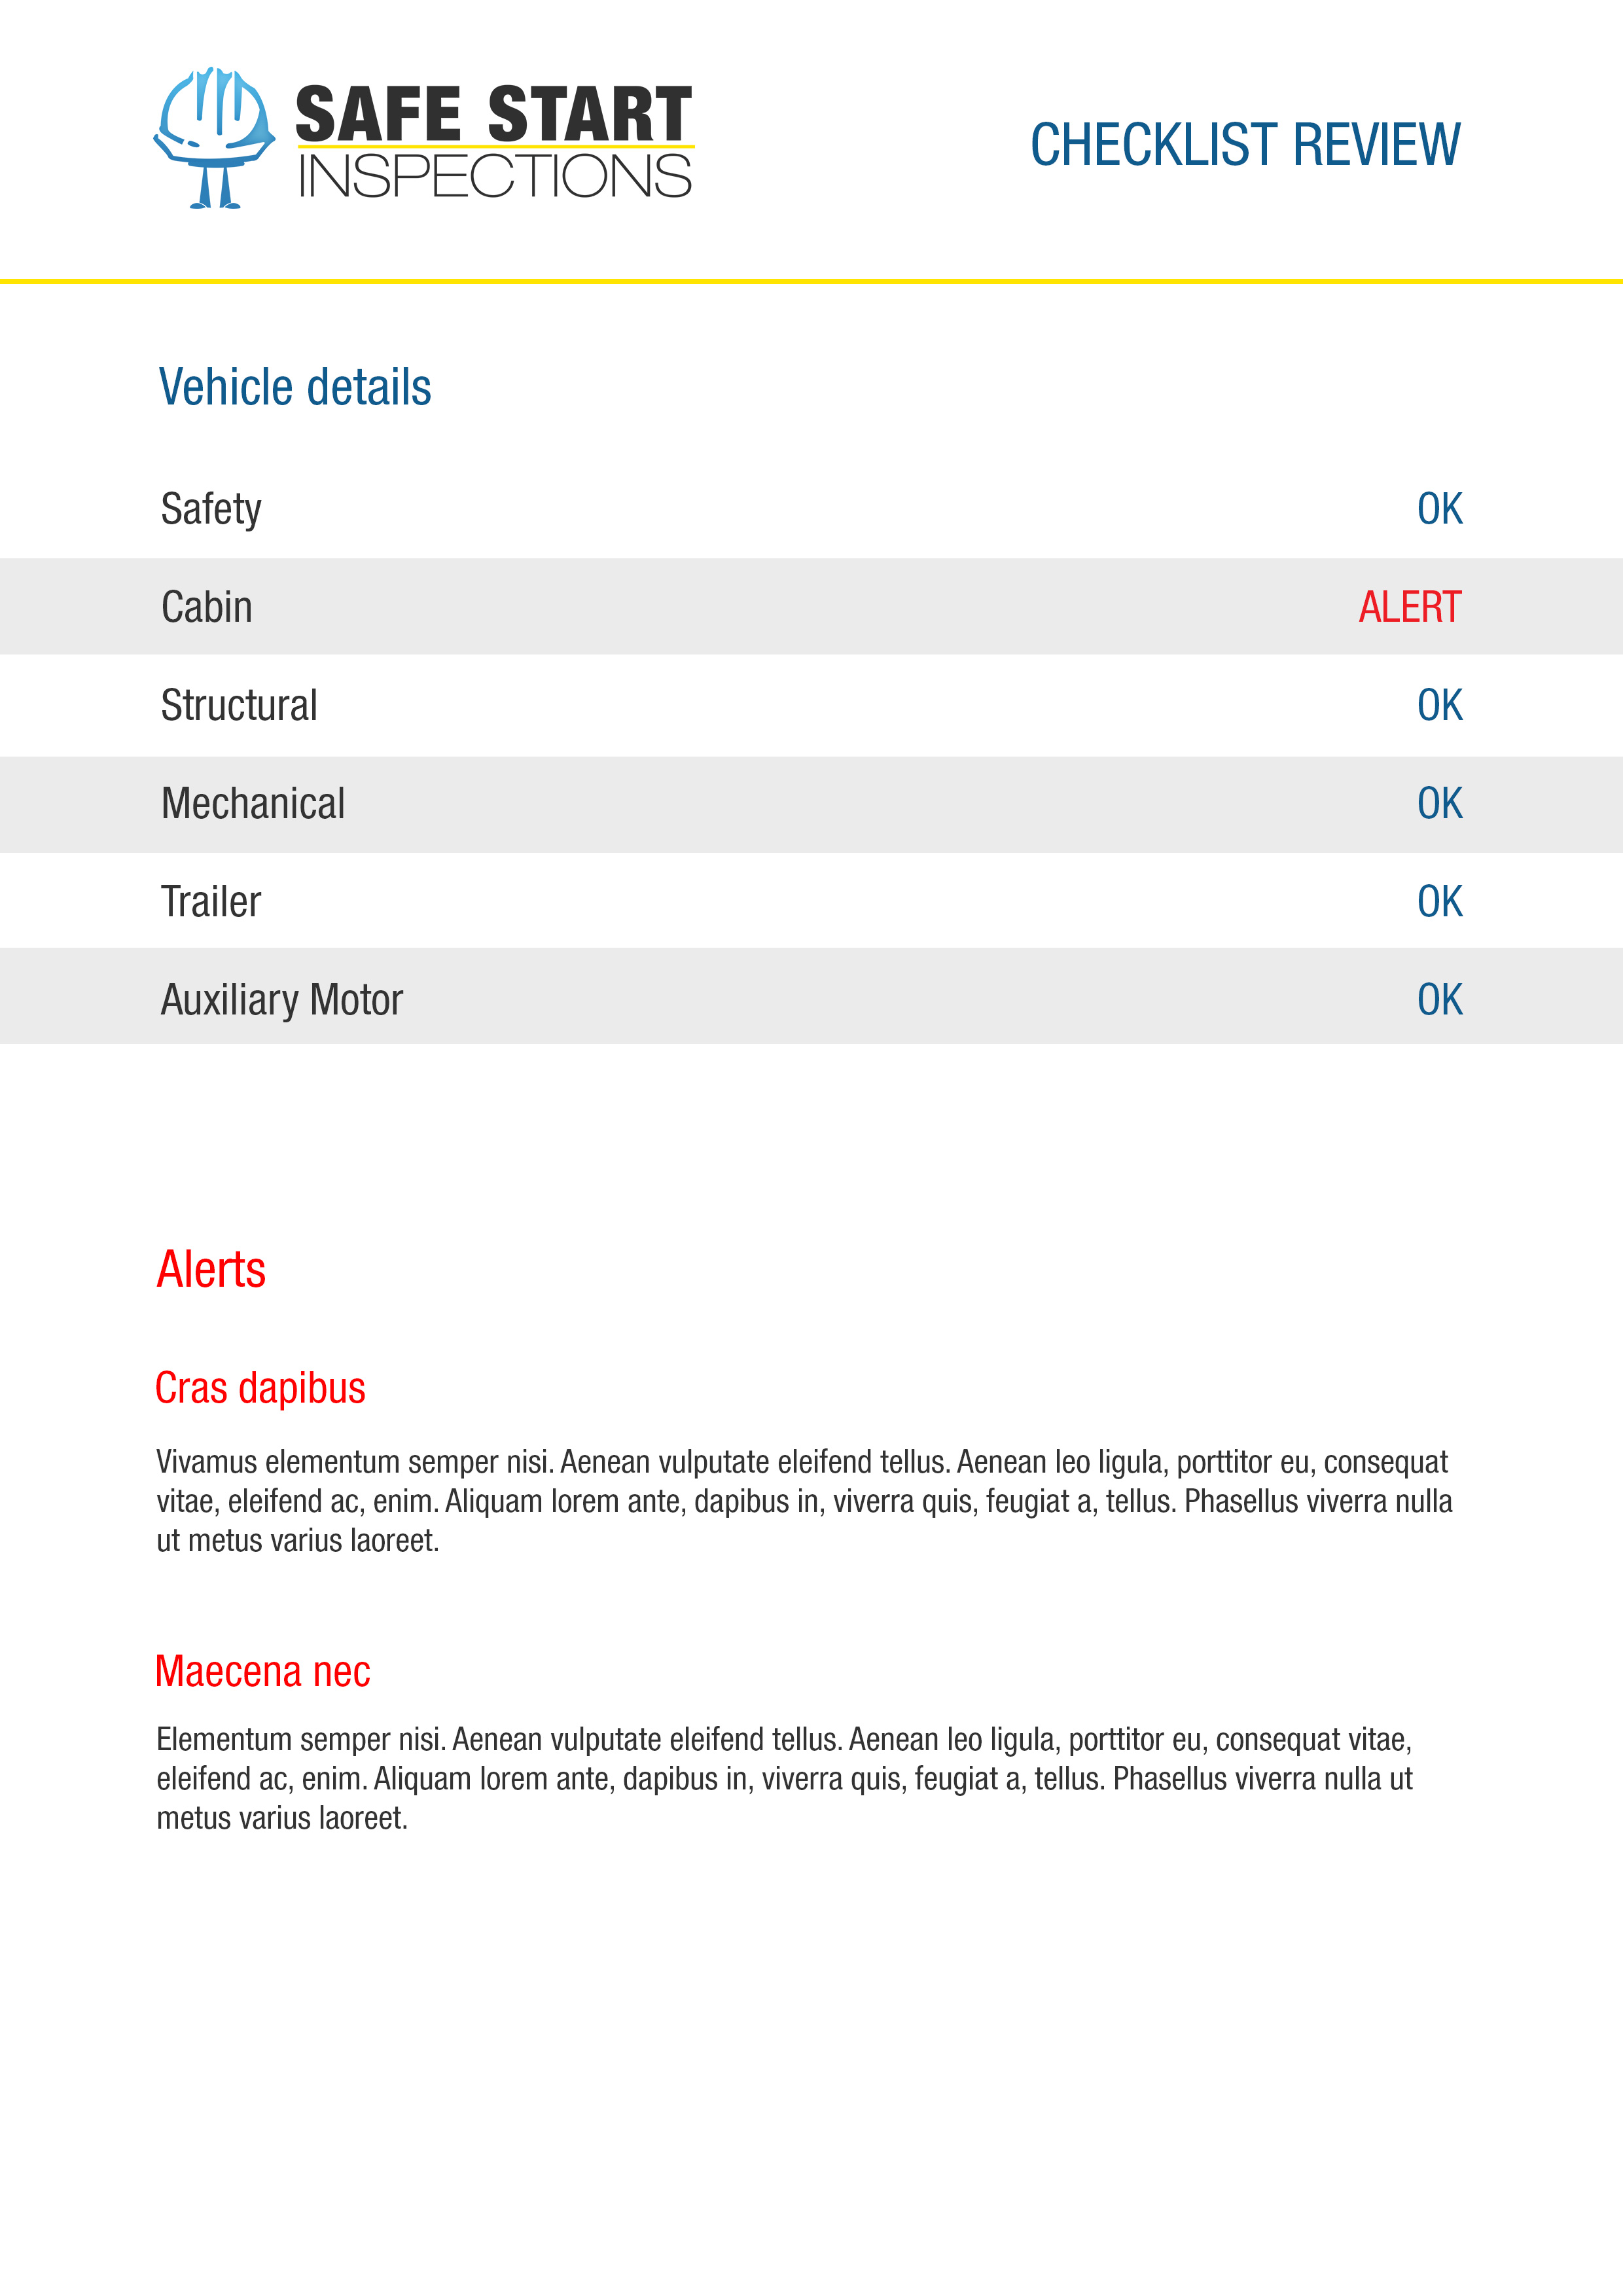 SAFE START
INSPECTIONS
CHECKLIST REVIEW
Vehicle details
Safety OK
Cabin ALERT
Structural OK
Mechanical OK
Trailer OK
Auxiliary Motor OK
Alerts
Cras dapibus
Vivamus elementum semper nisi. Aenean vulputate eleifend tellus. Aenean leo ligula, porttitor eu, consequat
vitae, eleifend ac, enim. Aliquam lorem ante, dapibus in, viverra quis, feugiat a, tellus. Phasellus viverra nulla
ut metus varius laoreet.
Maecena nec
Elementum semper nisi. Aenean vulputate eleifend tellus. Aenean leo ligula, porttitor eu, consequat vitae,
eleifend ac, enim. Aliquam lorem ante, dapibus in, viverra quis, feugiat a, tellus. Phasellus viverra nulla ut
metus varius laoreet.